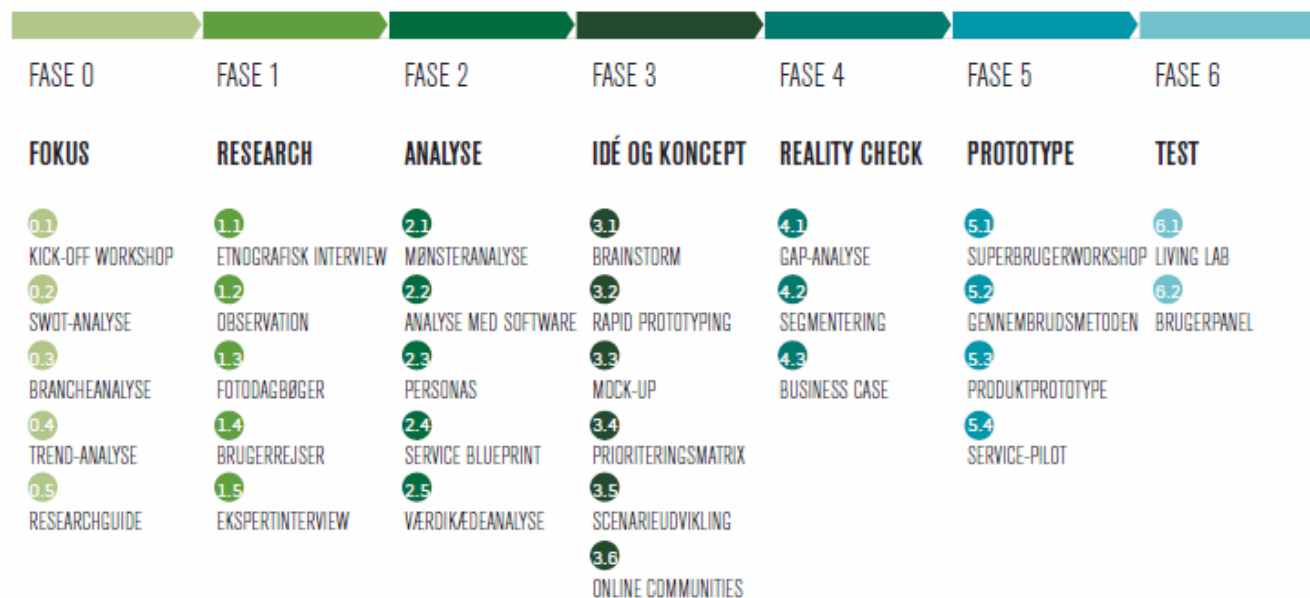 FASE 0
FOKUS
0.1
KICK-OFF WORKSHOP
0.2
SWOT-ANALYSE
0.3
BRANCHEANALYSE
0.4
TREND-ANALYSE
0.5
RESEARCHGUIDE
FASE 1
RESEARCH
1.1
ETNOGRAFISK INTERVIEW
1.2
OBSERVATION
1.3
FOTODAGBØGER
1.4
BRUGERREJSER
1.5
EKSPERTINTERVIEW
FASE 2
ANALYSE
2.1
MØNSTERANALYSE
2.2
ANALYSE MED SOFTWARE
2.3
PERSONAS
2.4
SERVICE BLUEPRINT
2.5
VÆRDIKÆDEANALYSE
FASE 3
IDÉ OG KONCEPT
3.1
BRAINSTORM
3.2
RAPID PROTOTYPING
3.3
MOCK-UP
3.4
PRIORITERINGSMATRIX
3.5
SCENARIEUDVIKLING
3.6
ONLINE COMMUNITIES
FASE 4
REALITY CHECK
4.1
GAP-ANALYSE
4.2
SEGMENTERING
4.3
BUSINESS CASE
FASE 5
PROTOTYPE
5.1
SUPERBRUGERWORKSHOP
5.2
GENNEMBRUDSMETODEN
5.3
PRODUKTPROTOTYPE
5.4
SERVICE-PILOT
FASE 6
TEST
6.1
LIVING LAB
6.2
BRUGERPANEL